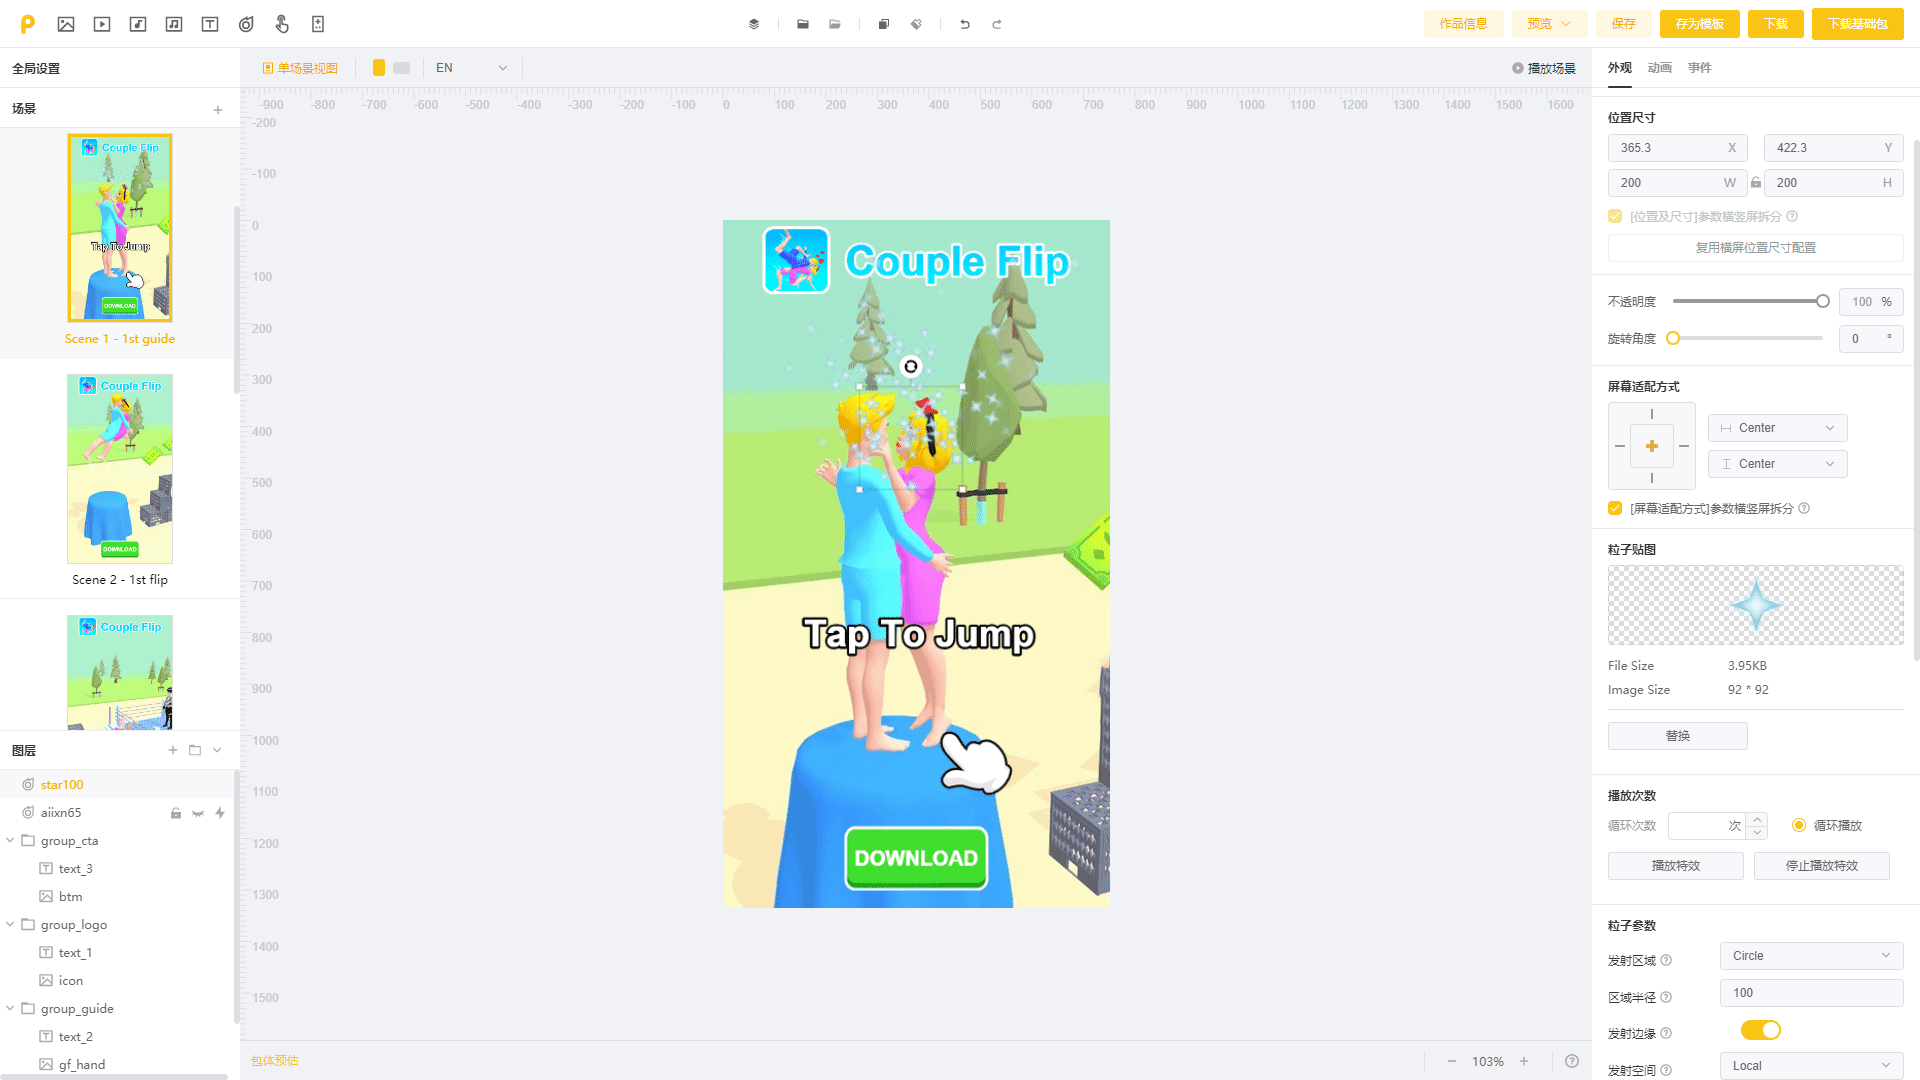 作品信息
预览
保存
存为模板
下载
下载基础包
全局设置
单场景视图
EN
播放场景
外观
动画
事件
场景
-900 -800 -700 -600 -500 -400 -300 -200 -100 0 100 200 300 400 500 600 700 800 900 1000 1100 1200 1300 1400 1500 1600
-200
-100
0
100
200
300
400
500
600
700
800
900
1000
1100
1200
1300
1400
1500
Couple Flip
Tap To Jump
DOWNLOAD
Scene 1 - 1st guide
Couple Flip
DOWNLOAD
Scene 2 - 1st flip
Couple Flip
图层
star100
aiixn65
group_cta
text_3
btm
group_logo
text_1
icon
group_guide
text_2
gf_hand
Couple Flip
Tap To Jump
DOWNLOAD
包体预估
103%
位置尺寸
365.3 X
422.3 Y
200 W
200 H
[位置及尺寸]参数横竖屏拆分
复用横屏位置尺寸配置
不透明度
100 %
旋转角度
0 °
屏幕适配方式
Center
Center
[屏幕适配方式]参数横竖屏拆分
粒子贴图
File Size 3.95KB
Image Size 92 * 92
替换
播放次数
循环次数
次
循环播放
播放特效
停止播放特效
粒子参数
发射区域
Circle
区域半径
100
发射边缘
发射空间
Local